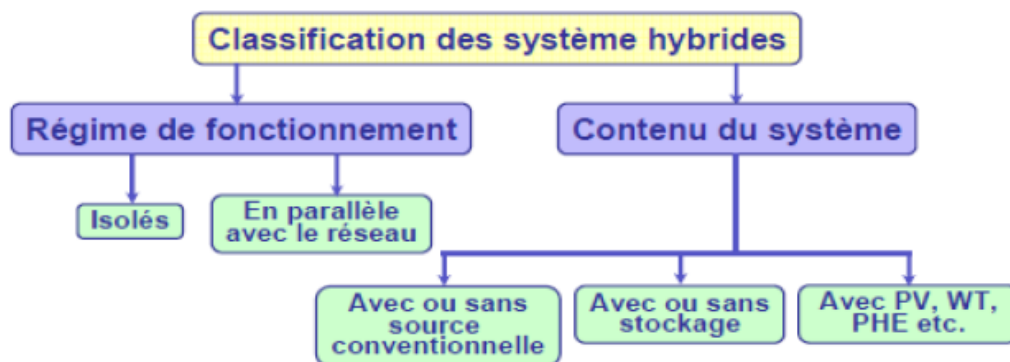 Classification des système hybrides
Régime de fonctionnement
Contenu du système
Isolés
En parallèle
avec le réseau
Avec ou sans
source
conventionnelle
Avec ou sans
stockage
Avec PV, WT,
PHE etc.